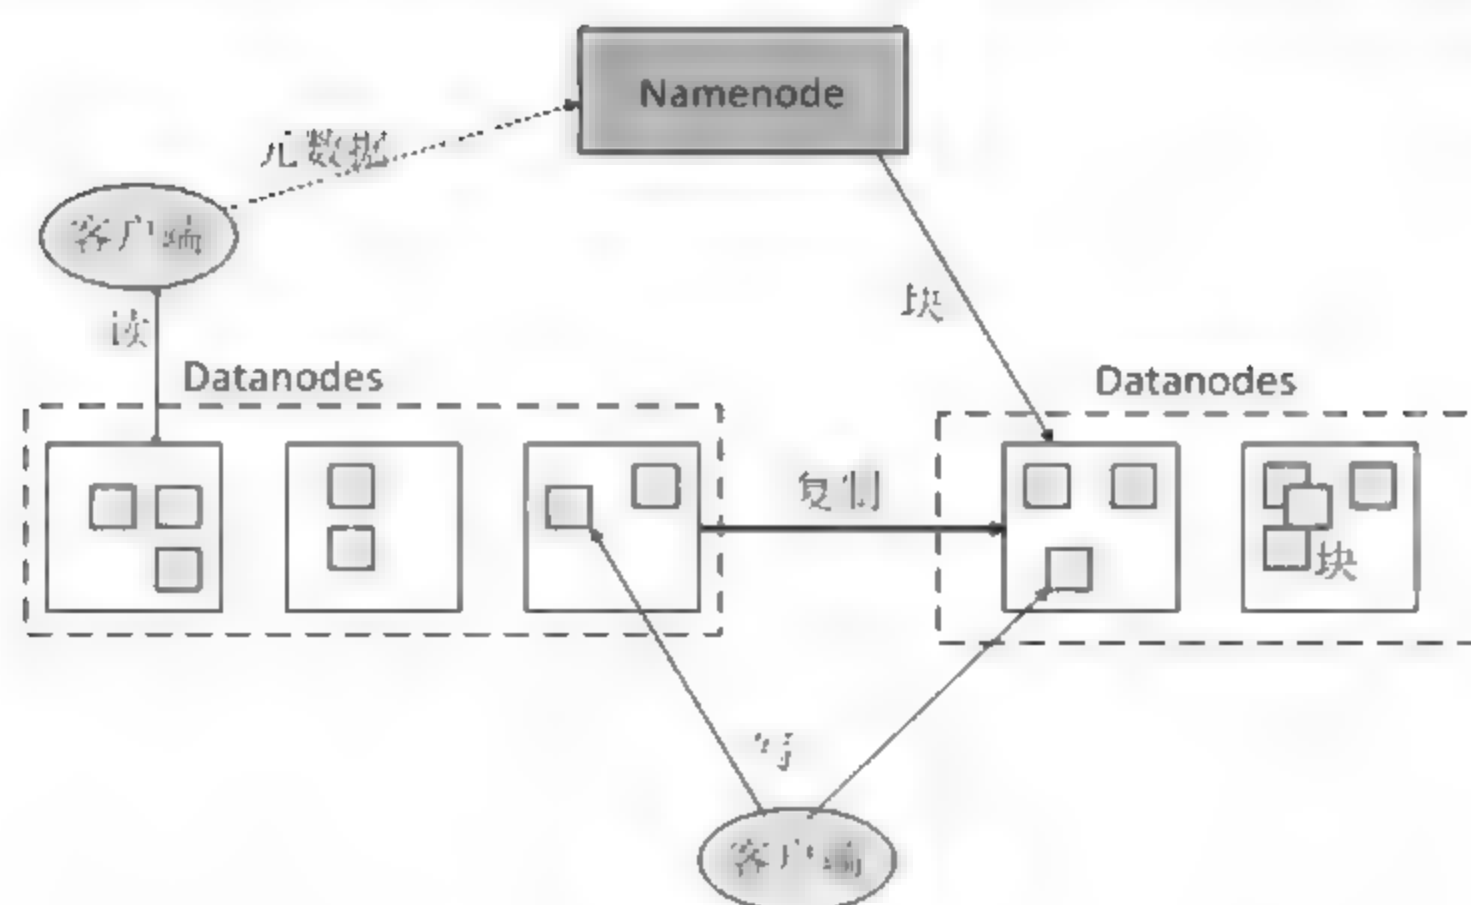 Namenode
元数据
客户端
块
读
Datanodes
Datanodes
复制
块
写
客户端